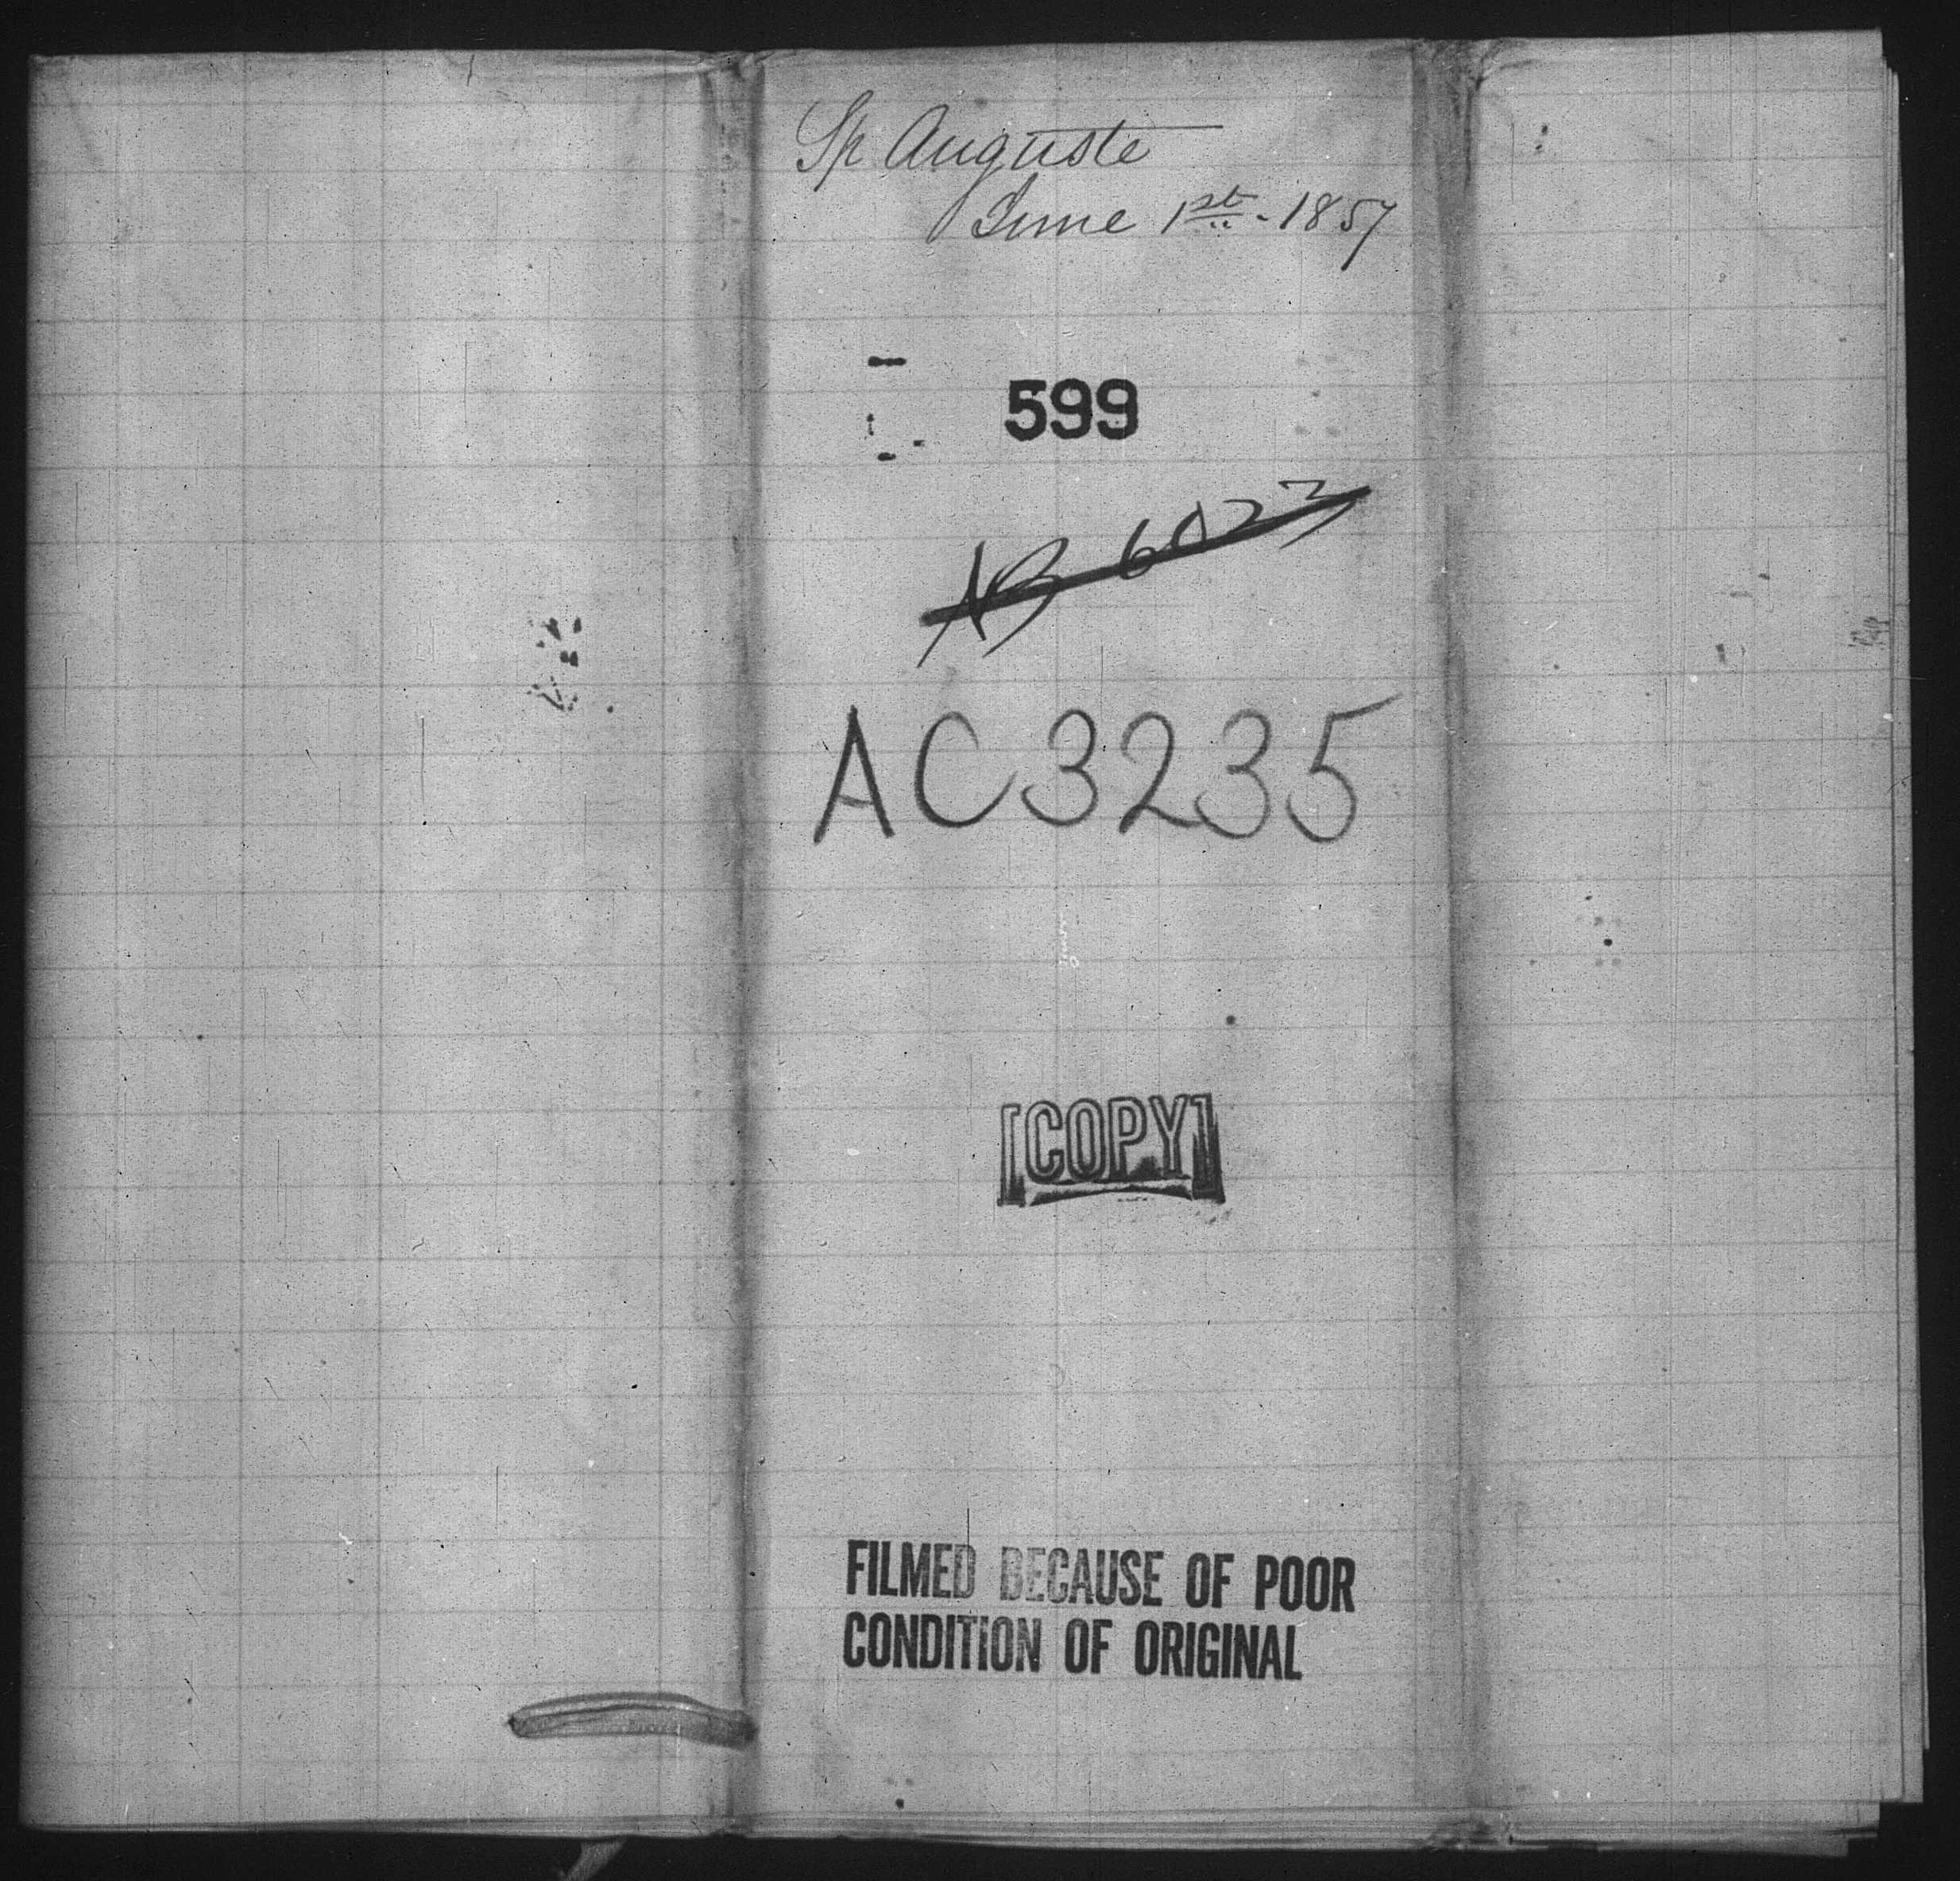 Sp Auguste
June 1st - 1857
599
AB 6023
AC3235
[COPY]
FILMED BECAUSE OF POOR
CONDITION OF ORIGINAL